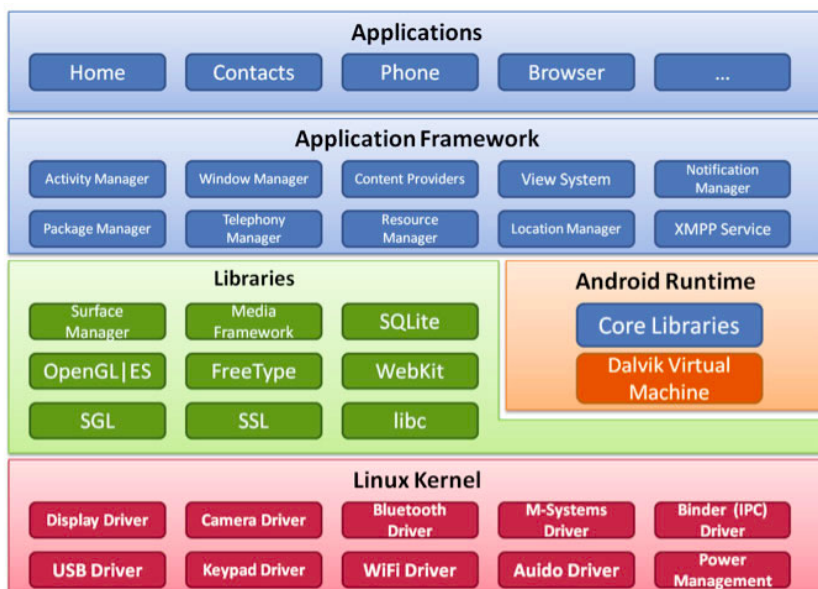 Applications
Home
Contacts
Phone
Browser
...
Application Framework
Activity Manager
Window Manager
Content Providers
View System
Notification
Manager
Package Manager
Telephony
Manager
Resource
Manager
Location Manager
XMPP Service
Libraries
Surface
Manager
Media
Framework
SQLite
OpenGL|ES
FreeType
WebKit
SGL
SSL
libc
Android Runtime
Core Libraries
Dalvik Virtual
Machine
Linux Kernel
Display Driver
Camera Driver
Bluetooth
Driver
M-Systems
Driver
Binder (IPC)
Driver
USB Driver
Keypad Driver
WiFi Driver
Auido Driver
Power
Management